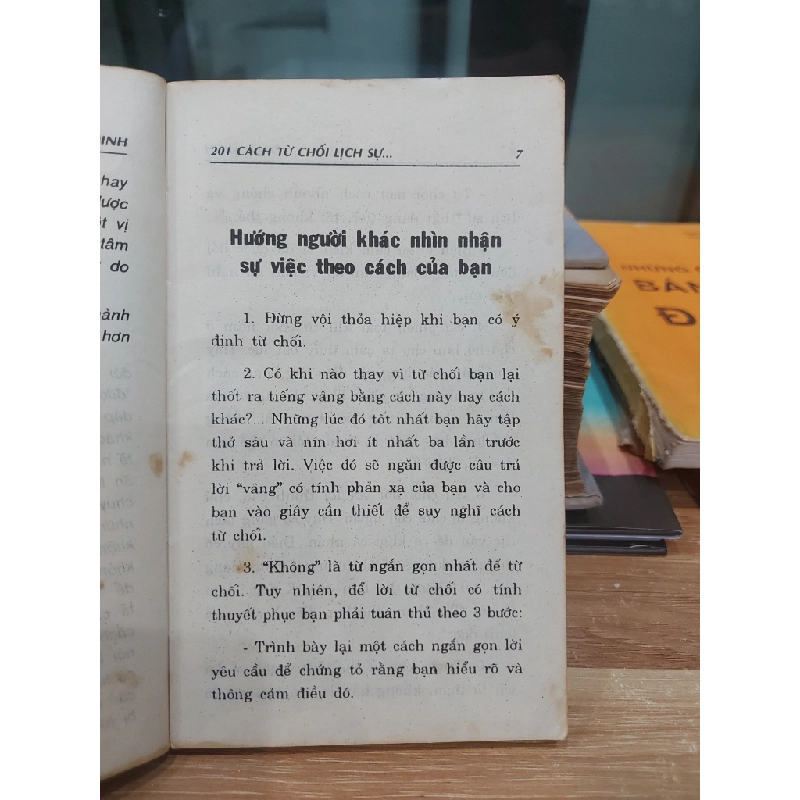 INH
hay
lược
vị
tâm
do
hơn
201 CÁCH TỪ CHỐI LỊCH SỰ... 7
Hướng người khác nhìn nhận
sự việc theo cách của bạn
1. Đừng vội thỏa hiệp khi bạn có ý
định từ chối.
2. Có khi nào thay vì từ chối bạn lại
thốt ra tiếng vâng bằng cách này hay cách
khác?... Những lúc đó tốt nhất bạn hãy tập
thở sâu và nín hơi ít nhất ba lần trước
khi trả lời. Việc đó sẽ ngăn được câu trả
lời “vâng” có tính phản xạ của bạn và cho
bạn vào giây cần thiết để suy nghĩ cách
từ chối.
3. “Không” là từ ngắn gọn nhất để từ
chối. Tuy nhiên, để lời từ chối có tính
thuyết phục bạn phải tuân thủ theo 3 bước:
- Trình bày lại một cách ngắn gọn lời
yêu cầu để chứng tỏ rằng bạn hiểu rõ và
thông cảm điều đó.
NHỮNG
BÁN
Đ